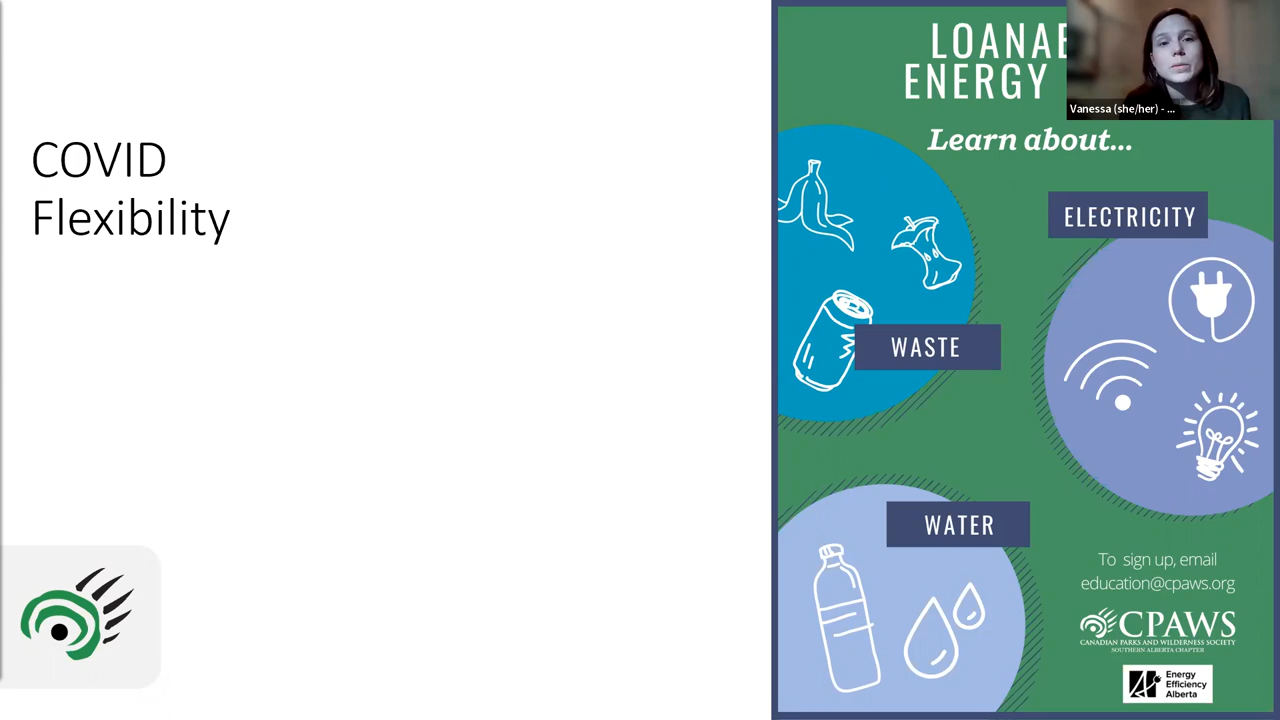 COVID
Flexibility
LOANAB
ENERGY
Learn about...
ELECTRICITY
WASTE
WATER
To sign up, email
education@cpaws.org
CPAWS
CANADIAN PARKS AND WILDERNESS SOCIETY
SOUTHERN ALBERTA CHAPTER
Energy
Efficiency
Alberta
Vanessa (she/her) - ...